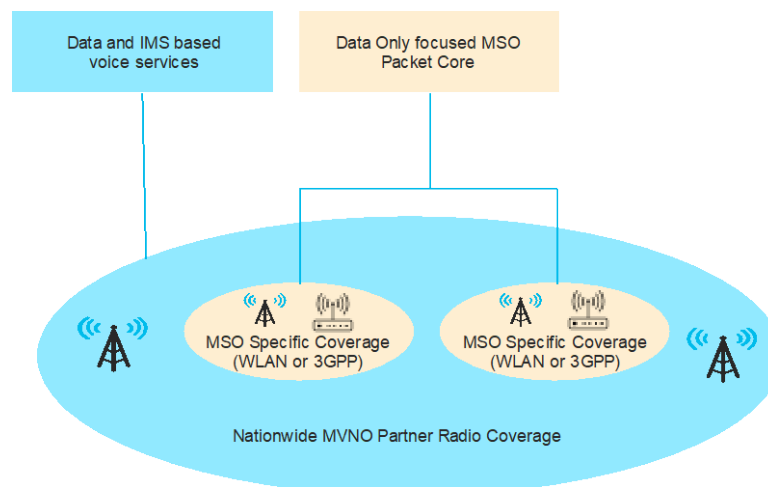 Data and IMS based
voice services
Data Only focused MSO
Packet Core
MSO Specific Coverage
(WLAN or 3GPP)
MSO Specific Coverage
(WLAN or 3GPP)
Nationwide MVNO Partner Radio Coverage